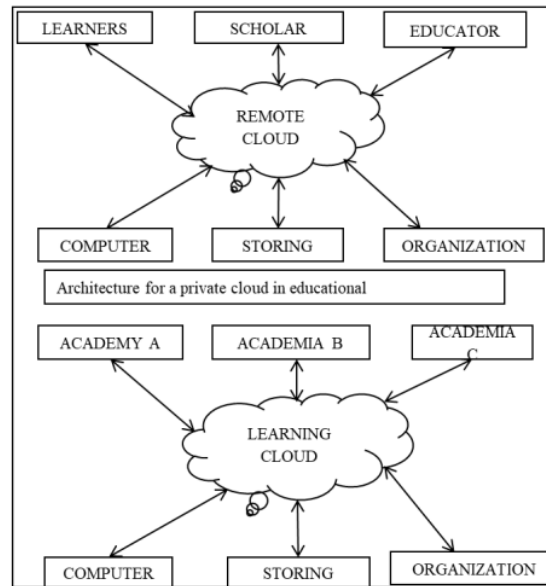 LEARNERS
SCHOLAR
EDUCATOR
REMOTE
CLOUD
COMPUTER
STORING
ORGANIZATION
Architecture for a private cloud in educational
ACADEMY A
ACADEMIA B
ACADEMIA
C
LEARNING
CLOUD
COMPUTER
STORING
ORGANIZATION